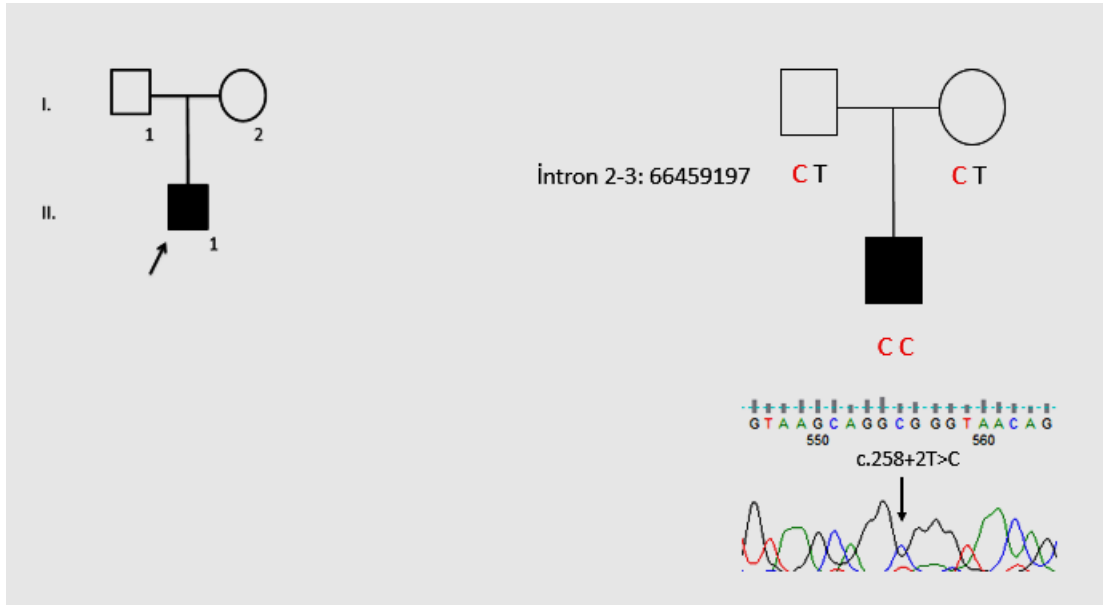 I.
1 2
II.
1
İntron 2-3: 66459197 C T C T
C C
G T A A G C A G G C G G G T A A C A G
550 560
c.258+2T>C